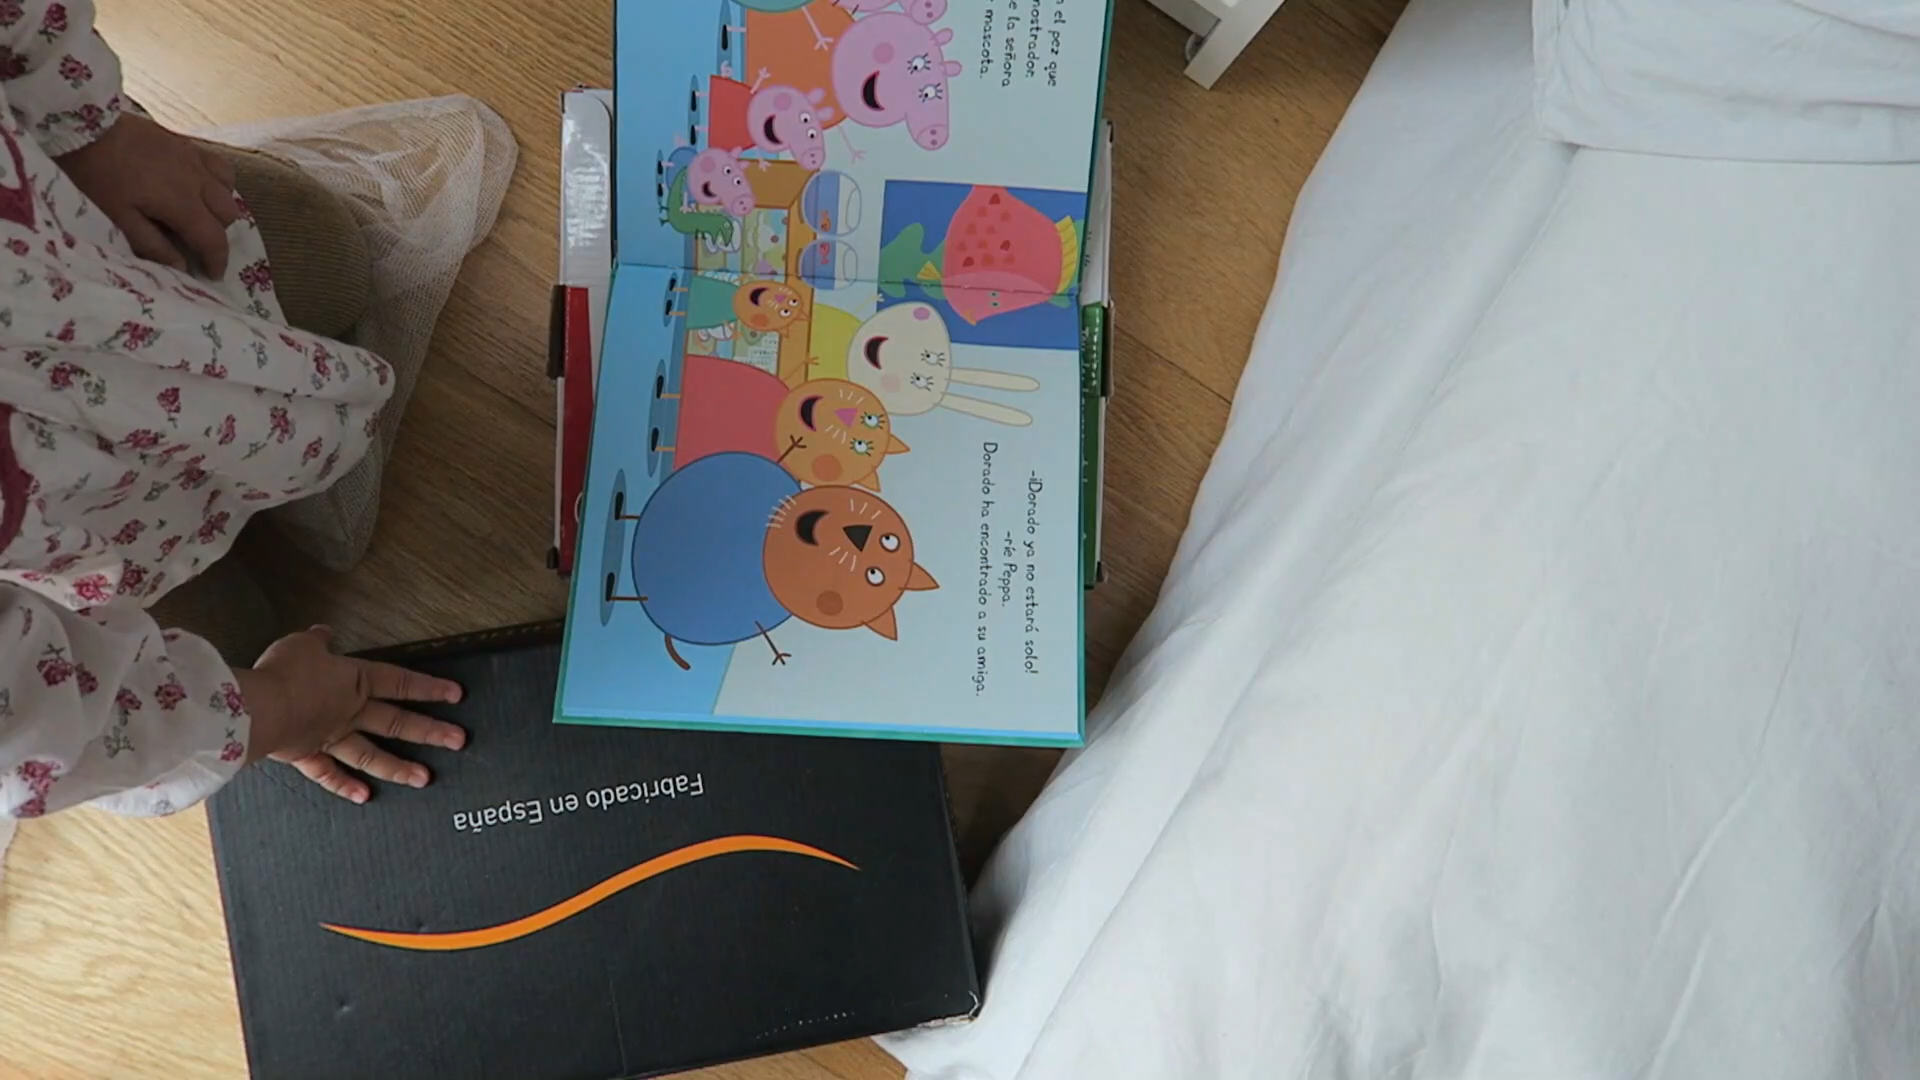 el pez que
mostrador.
la señora
mascota.
-¡Dorado ya no estará solo!
-ríe Peppa.
Dorado ha encontrado a su amiga.
Fabricado en España